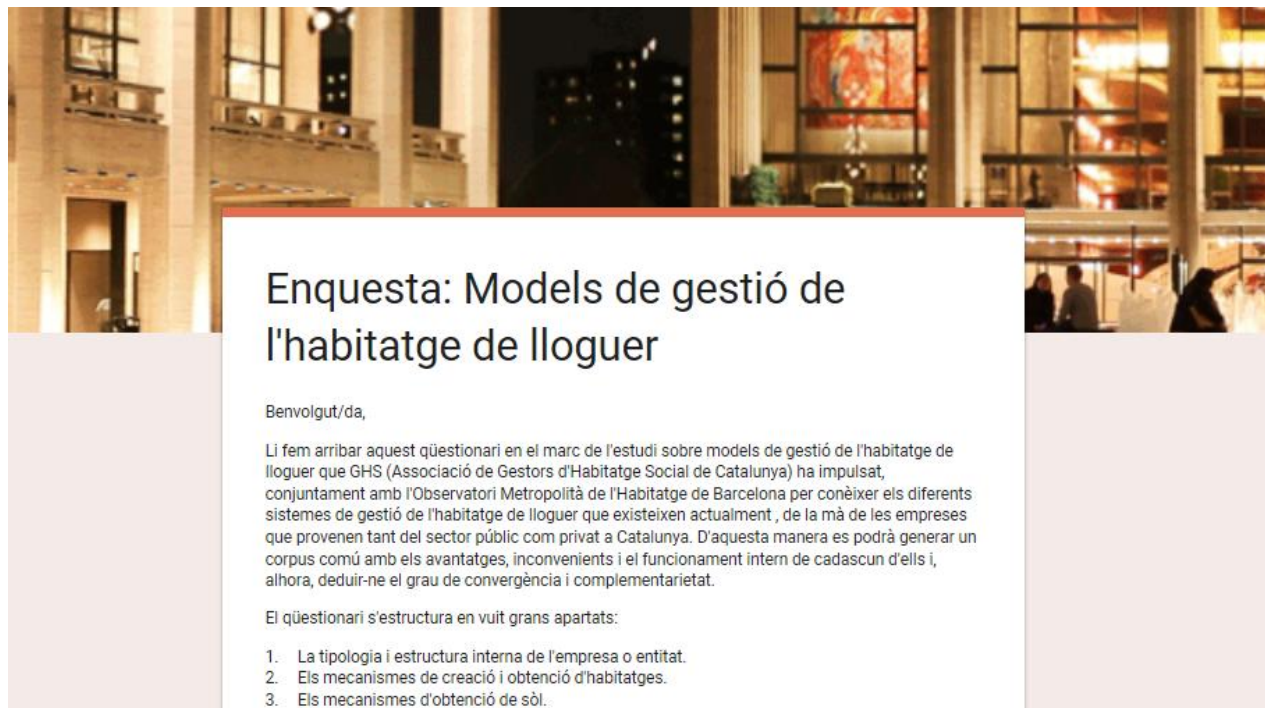 Enquesta: Models de gestió de
l'habitatge de lloguer
Benvolgut/da,
Li fem arribar aquest qüestionari en el marc de l'estudi sobre models de gestió de l'habitatge de
lloguer que GHS (Associació de Gestors d'Habitatge Social de Catalunya) ha impulsat,
conjuntament amb l'Observatori Metropolità de l'Habitatge de Barcelona per conèixer els diferents
sistemes de gestió de l'habitatge de lloguer que existeixen actualment , de la mà de les empreses
que provenen tant del sector públic com privat a Catalunya. D'aquesta manera es podrà generar un
corpus comú amb els avantatges, inconvenients i el funcionament intern de cadascun d'ells i,
alhora, deduir-ne el grau de convergència i complementarietat.
El qüestionari s'estructura en vuit grans apartats:
1. La tipologia i estructura interna de l'empresa o entitat.
2. Els mecanismes de creació i obtenció d'habitatges.
3. Els mecanismes d'obtenció de sòl.